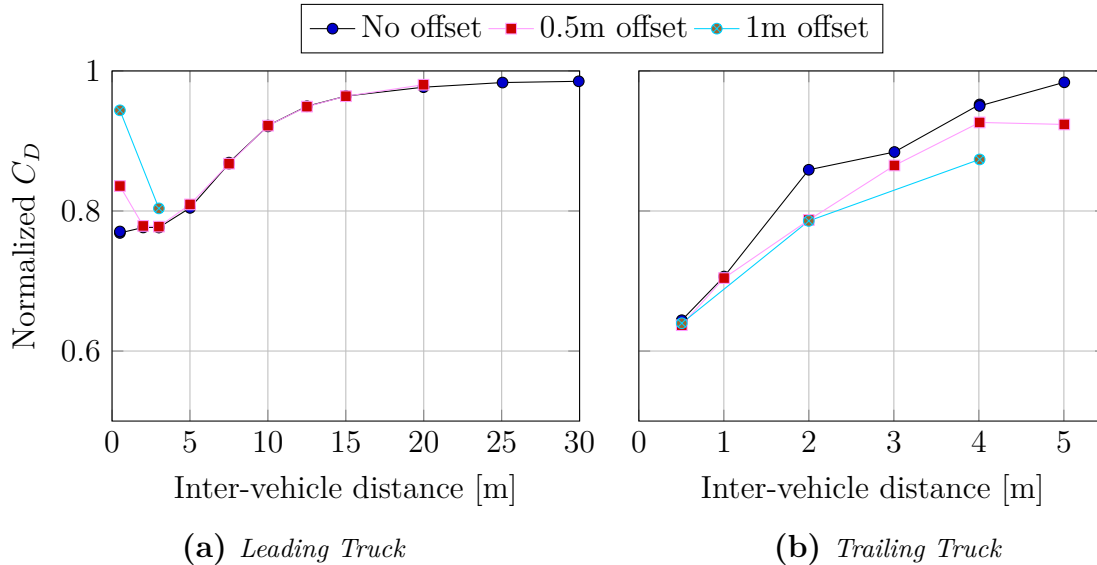 No offset 0.5m offset 1m offset
Normalized C_D
1
0.8
0.6
0 5 10 15 20 25 30
Inter-vehicle distance [m]
(a) Leading Truck
0 1 2 3 4 5
Inter-vehicle distance [m]
(b) Trailing Truck